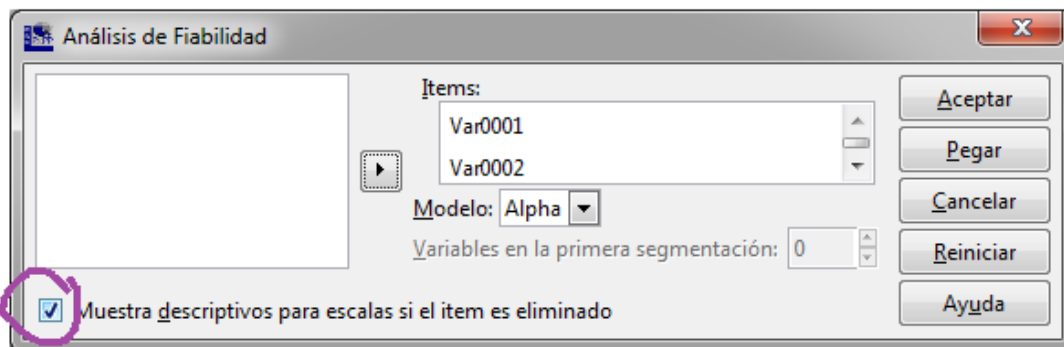 Análisis de Fiabilidad
Items:
Var0001
Var0002
Modelo: Alpha
Variables en la primera segmentación: 0
Muestra descriptivos para escalas si el item es eliminado
Aceptar
Pegar
Cancelar
Reiniciar
Ayuda